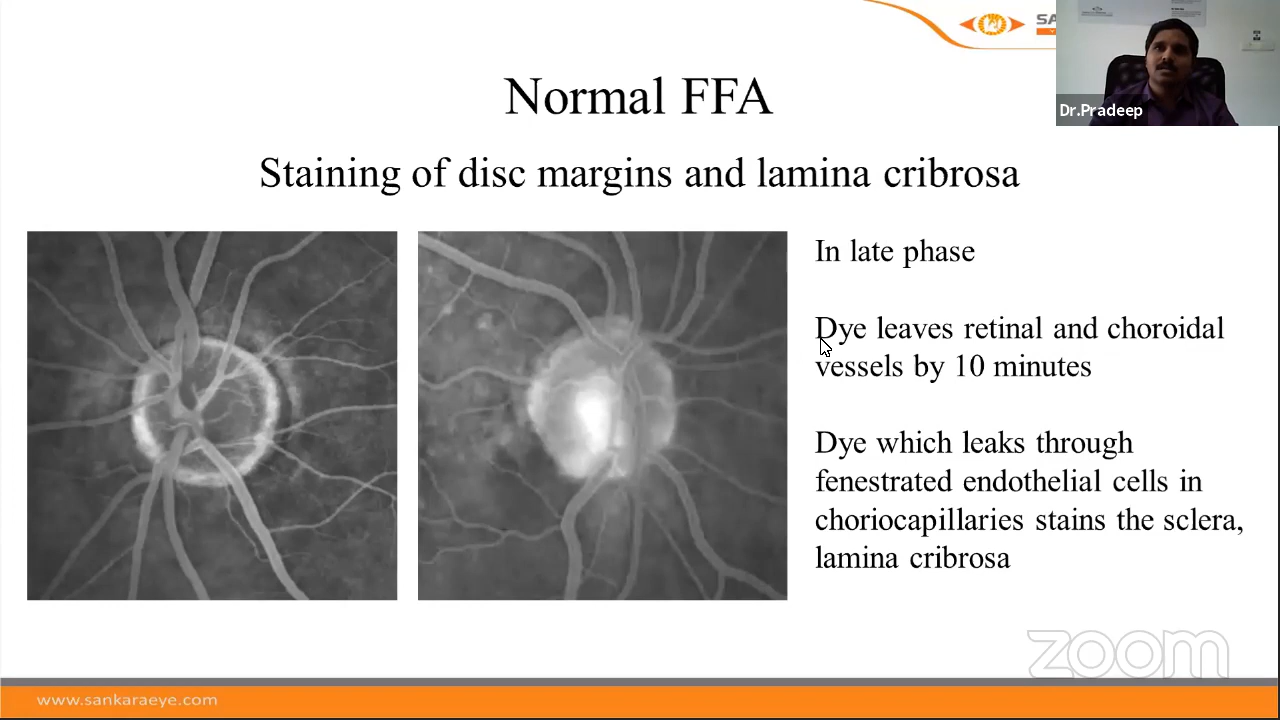 SA
Normal FFA
Dr.Pradeep
Staining of disc margins and lamina cribrosa
In late phase
Dye leaves retinal and choroidal
vessels by 10 minutes
Dye which leaks through
fenestrated endothelial cells in
choriocapillaries stains the sclera,
lamina cribrosa
zoom
www.sankaraeye.com